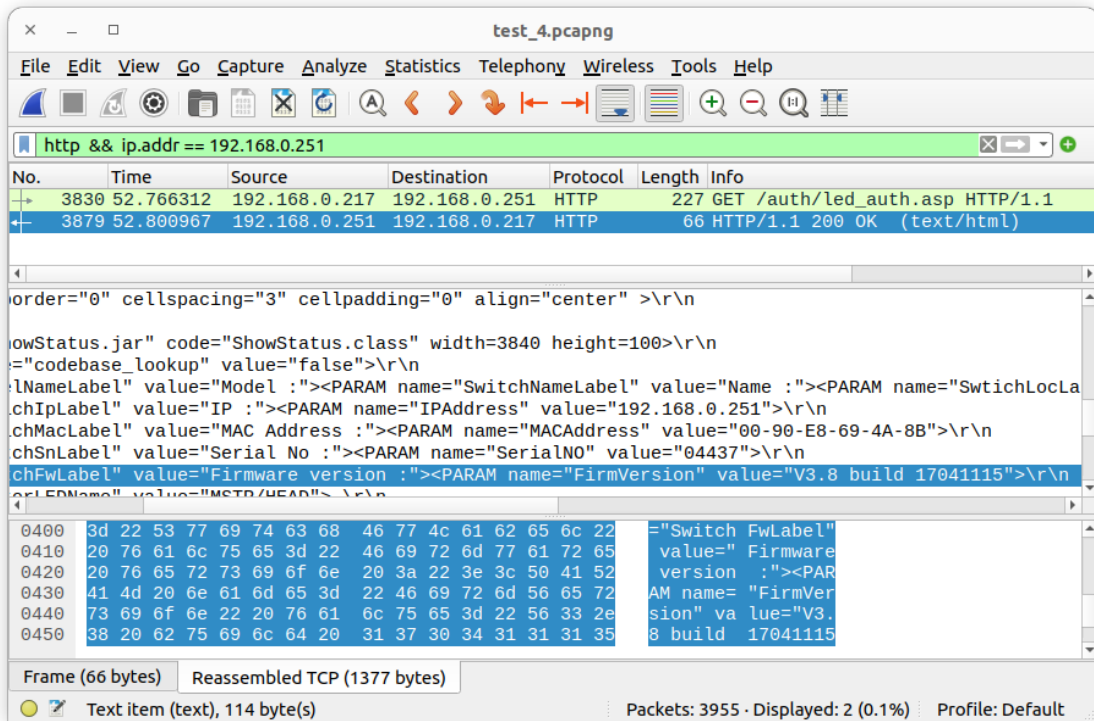 test_4.pcapng
File Edit View Go Capture Analyze Statistics Telephony Wireless Tools Help
http && ip.addr == 192.168.0.251
No. Time Source Destination Protocol Length Info
3830 52.766312 192.168.0.217 192.168.0.251 HTTP 227 GET /auth/led_auth.asp HTTP/1.1
3879 52.800967 192.168.0.251 192.168.0.217 HTTP 66 HTTP/1.1 200 OK (text/html)
order="0" cellspacing="3" cellpadding="0" align="center" >\r\n
owStatus.jar" code="ShowStatus.class" width=3840 height=100>\r\n
="codebase_lookup" value="false">\r\n
elNameLabel" value="Model :"><PARAM name="SwitchNameLabel" value="Name :"><PARAM name="SwtichLocLa
chIpLabel" value="IP :"><PARAM name="IPAddress" value="192.168.0.251">\r\n
chMacLabel" value="MAC Address :"><PARAM name="MACAddress" value="00-90-E8-69-4A-8B">\r\n
chSnLabel" value="Serial No :"><PARAM name="SerialNO" value="04437">\r\n
chFwLabel" value="Firmware version :"><PARAM name="FirmVersion" value="V3.8 build 17041115">\r\n
erLEDName" value="MSTR/HEAD"> \r\n
0400 3d 22 53 77 69 74 63 68 46 77 4c 61 62 65 6c 22 ="Switch FwLabel"
0410 20 76 61 6c 75 65 3d 22 46 69 72 6d 77 61 72 65 value=" Firmware
0420 20 76 65 72 73 69 6f 6e 20 3a 22 3e 3c 50 41 52 version :"><PAR
0430 41 4d 20 6e 61 6d 65 3d 22 46 69 72 6d 56 65 72 AM name= "FirmVer
0440 73 69 6f 6e 22 20 76 61 6c 75 65 3d 22 56 33 2e sion" va lue="V3.
0450 38 20 62 75 69 6c 64 20 31 37 30 34 31 31 31 35 8 build 17041115
Frame (66 bytes) Reassembled TCP (1377 bytes)
Text item (text), 114 byte(s) Packets: 3955 · Displayed: 2 (0.1%) Profile: Default